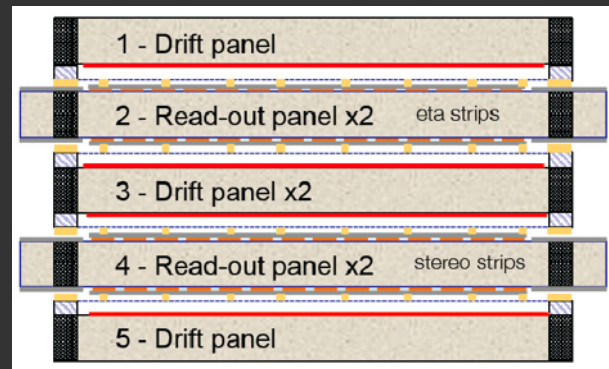 1 - Drift panel
2 - Read-out panel x2 eta strips
3 - Drift panel x2
4 - Read-out panel x2 stereo strips
5 - Drift panel